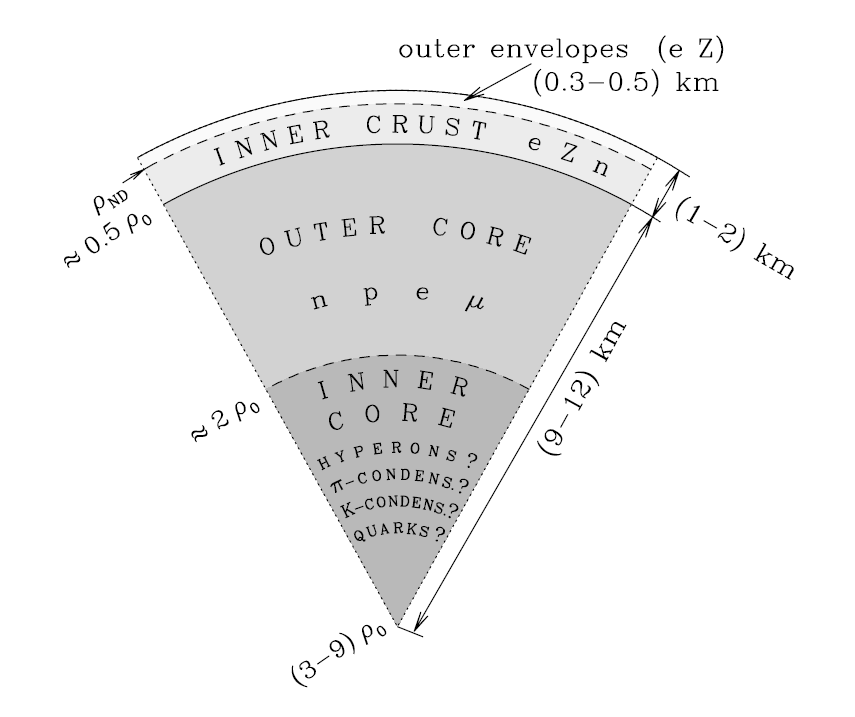 outer envelopes (e Z)
(0.3−0.5) km
INNER CRUST e Z n
ρND
≈ 0.5 ρ0
(1−2) km
OUTER CORE
n p e μ
(9−12) km
≈ 2 ρ0
INNER
CORE
HYPERONS?
π−CONDENS.?
K−CONDENS.?
QUARKS?
(3−9) ρ0